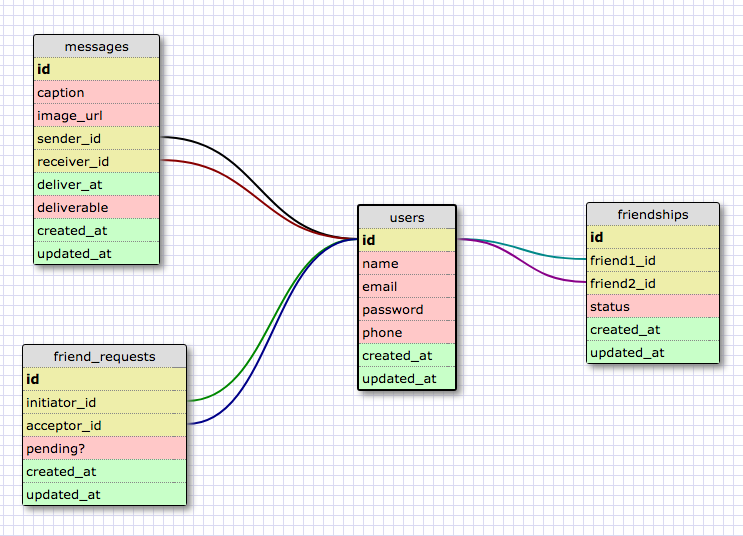 messages
id
caption
image_url
sender_id
receiver_id
deliver_at
deliverable
created_at
updated_at
friend_requests
id
initiator_id
acceptor_id
pending?
created_at
updated_at
users
id
name
email
password
phone
created_at
updated_at
friendships
id
friend1_id
friend2_id
status
created_at
updated_at